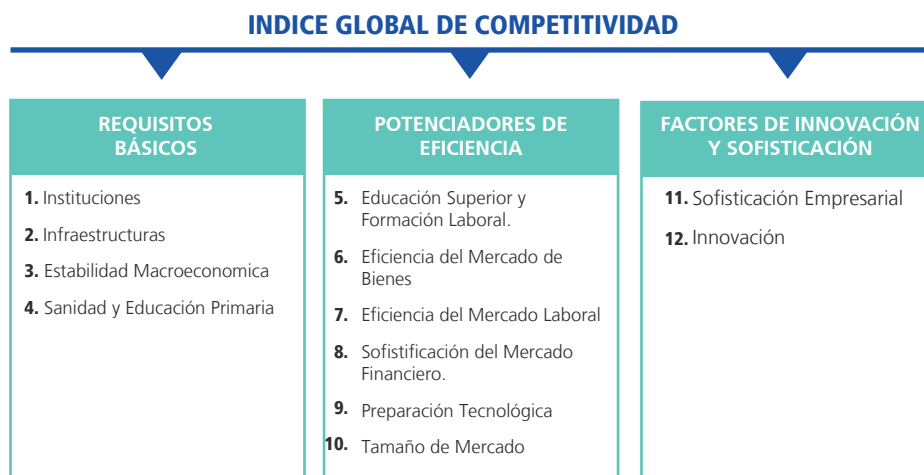 INDICE GLOBAL DE COMPETITIVIDAD
REQUISITOS
BÁSICOS
1. Instituciones
2. Infraestructuras
3. Estabilidad Macroeconomica
4. Sanidad y Educación Primaria
POTENCIADORES DE
EFICIENCIA
5. Educación Superior y
Formación Laboral.
6. Eficiencia del Mercado de
Bienes
7. Eficiencia del Mercado Laboral
8. Sofistificación del Mercado
Financiero.
9. Preparación Tecnológica
10. Tamaño de Mercado
FACTORES DE INNOVACIÓN
Y SOFISTICACIÓN
11. Sofisticación Empresarial
12. Innovación